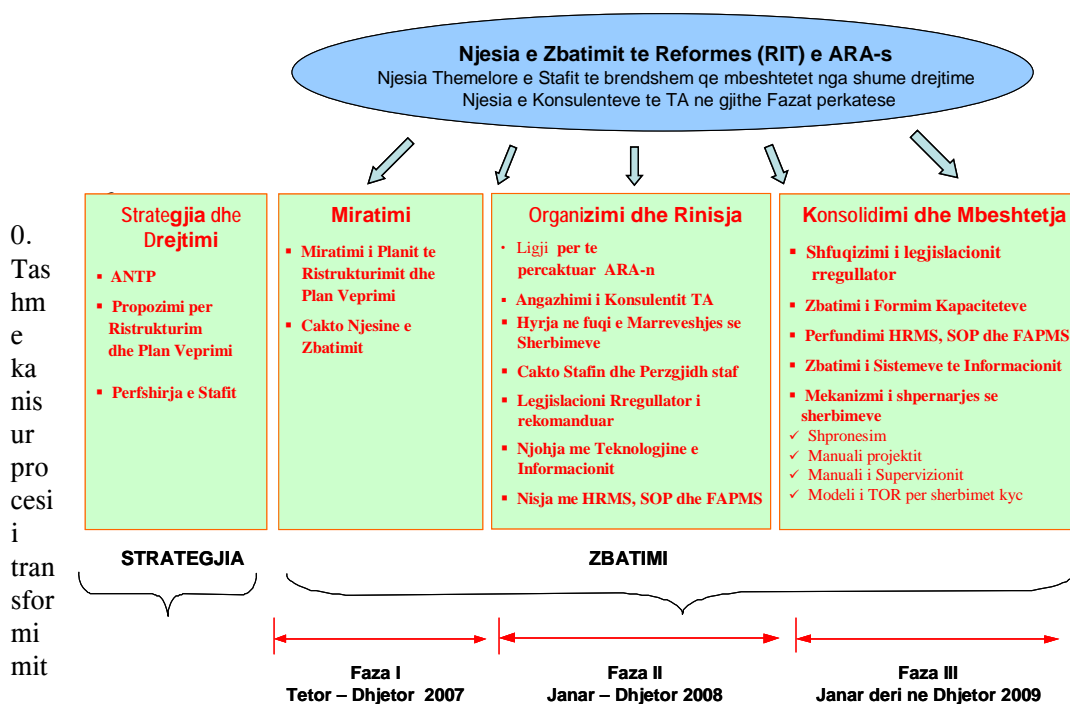 Njesia e Zbatimit te Reformes (RIT) e ARA-s
Njesia Themelore e Stafit te brendshem qe mbeshtetet nga shume drejtime
Njesia e Konsulenteve te TA ne gjithe Fazat perkatese
0.
Tas
hm
e
ka
nis
ur
pro
cesi
i
tran
sfor
mi
mit
Strategjia dhe
Drejtimi
▪ ANTP
▪ Propozimi per
Ristrukturim
dhe Plan Veprimi
▪ Perfshirja e Stafit
Miratimi
▪ Miratimi i Planit te
Ristrukturimit dhe
Plan Veprimi
▪ Cakto Njesine e
Zbatimit
Organizimi dhe Rinisja
• Ligji per te
percaktuar ARA-n
▪ Angazhimi i Konsulentit TA
▪ Hyrja ne fuqi e Marreveshjes se
Sherbimeve
▪ Cakto Stafin dhe Perzgjidh staf
▪ Legjislacioni Rregullator i
rekomanduar
▪ Njohja me Teknologjine e
Informacionit
▪ Nisja me HRMS, SOP dhe FAPMS
Konsolidimi dhe Mbeshtetja
▪ Shfuqizimi i legjislacionit
rregullator
▪ Zbatimi i Formim Kapaciteteve
▪ Perfundimi HRMS, SOP dhe FAPMS
▪ Zbatimi i Sistemeve te Informacionit
▪ Mekanizmi i shpernarjes se
sherbimeve
✓ Shpronesim
✓ Manuali projektit
✓ Manuali i Supervizionit
✓ Modeli i TOR per sherbimet kyc
STRATEGJIA
ZBATIMI
Faza I
Tetor – Dhjetor 2007
Faza II
Janar – Dhjetor 2008
Faza III
Janar deri ne Dhjetor 2009